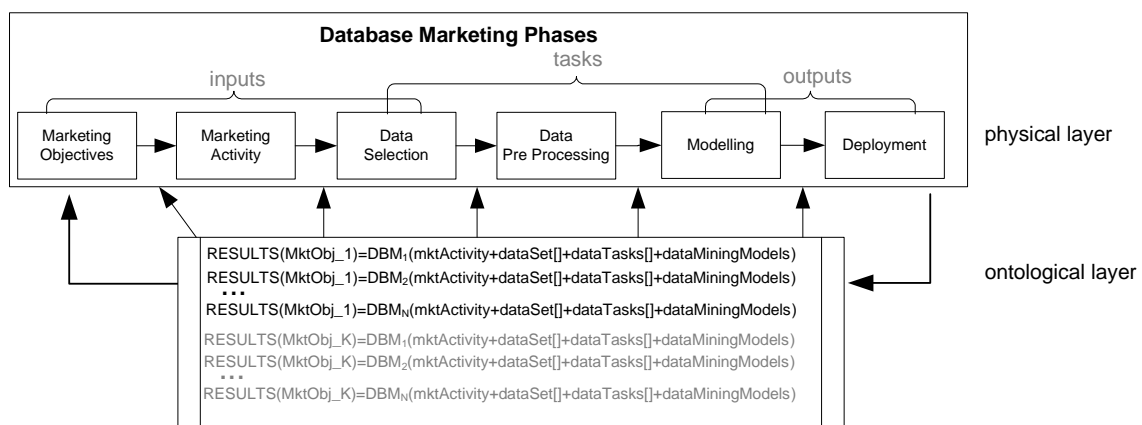 Database Marketing Phases
inputs
tasks
outputs
Marketing
Objectives
Marketing
Activity
Data
Selection
Data
Pre Processing
Modelling
Deployment
physical layer
RESULTS(MktObj_1)=DBM₁(mktActivity+dataSet[]+dataTasks[]+dataMiningModels)
RESULTS(MktObj_1)=DBM₂(mktActivity+dataSet[]+dataTasks[]+dataMiningModels)
...
RESULTS(MktObj_1)=DBMN(mktActivity+dataSet[]+dataTasks[]+dataMiningModels)
RESULTS(MktObj_K)=DBM₁(mktActivity+dataSet[]+dataTasks[]+dataMiningModels)
RESULTS(MktObj_K)=DBM₂(mktActivity+dataSet[]+dataTasks[]+dataMiningModels)
...
RESULTS(MktObj_K)=DBMN(mktActivity+dataSet[]+dataTasks[]+dataMiningModels)
ontological layer